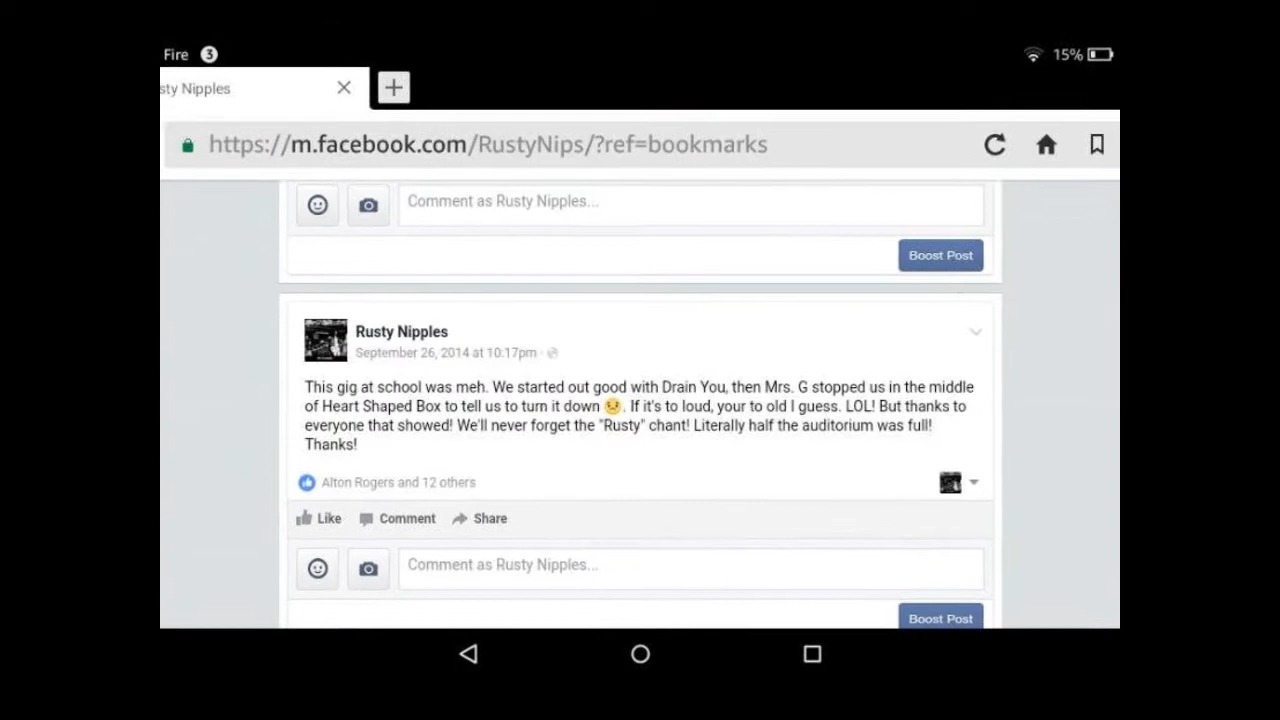 Fire 3 15%
sty Nipples
https://m.facebook.com/RustyNips/?ref=bookmarks
Comment as Rusty Nipples...
Boost Post
Rusty Nipples
September 26, 2014 at 10:17pm ·
This gig at school was meh. We started out good with Drain You, then Mrs. G stopped us in the middle
of Heart Shaped Box to tell us to turn it down 😣. If it's to loud, your to old I guess. LOL! But thanks to
everyone that showed! We'll never forget the "Rusty" chant! Literally half the auditorium was full!
Thanks!
Alton Rogers and 12 others
Like Comment Share
Comment as Rusty Nipples...
Boost Post